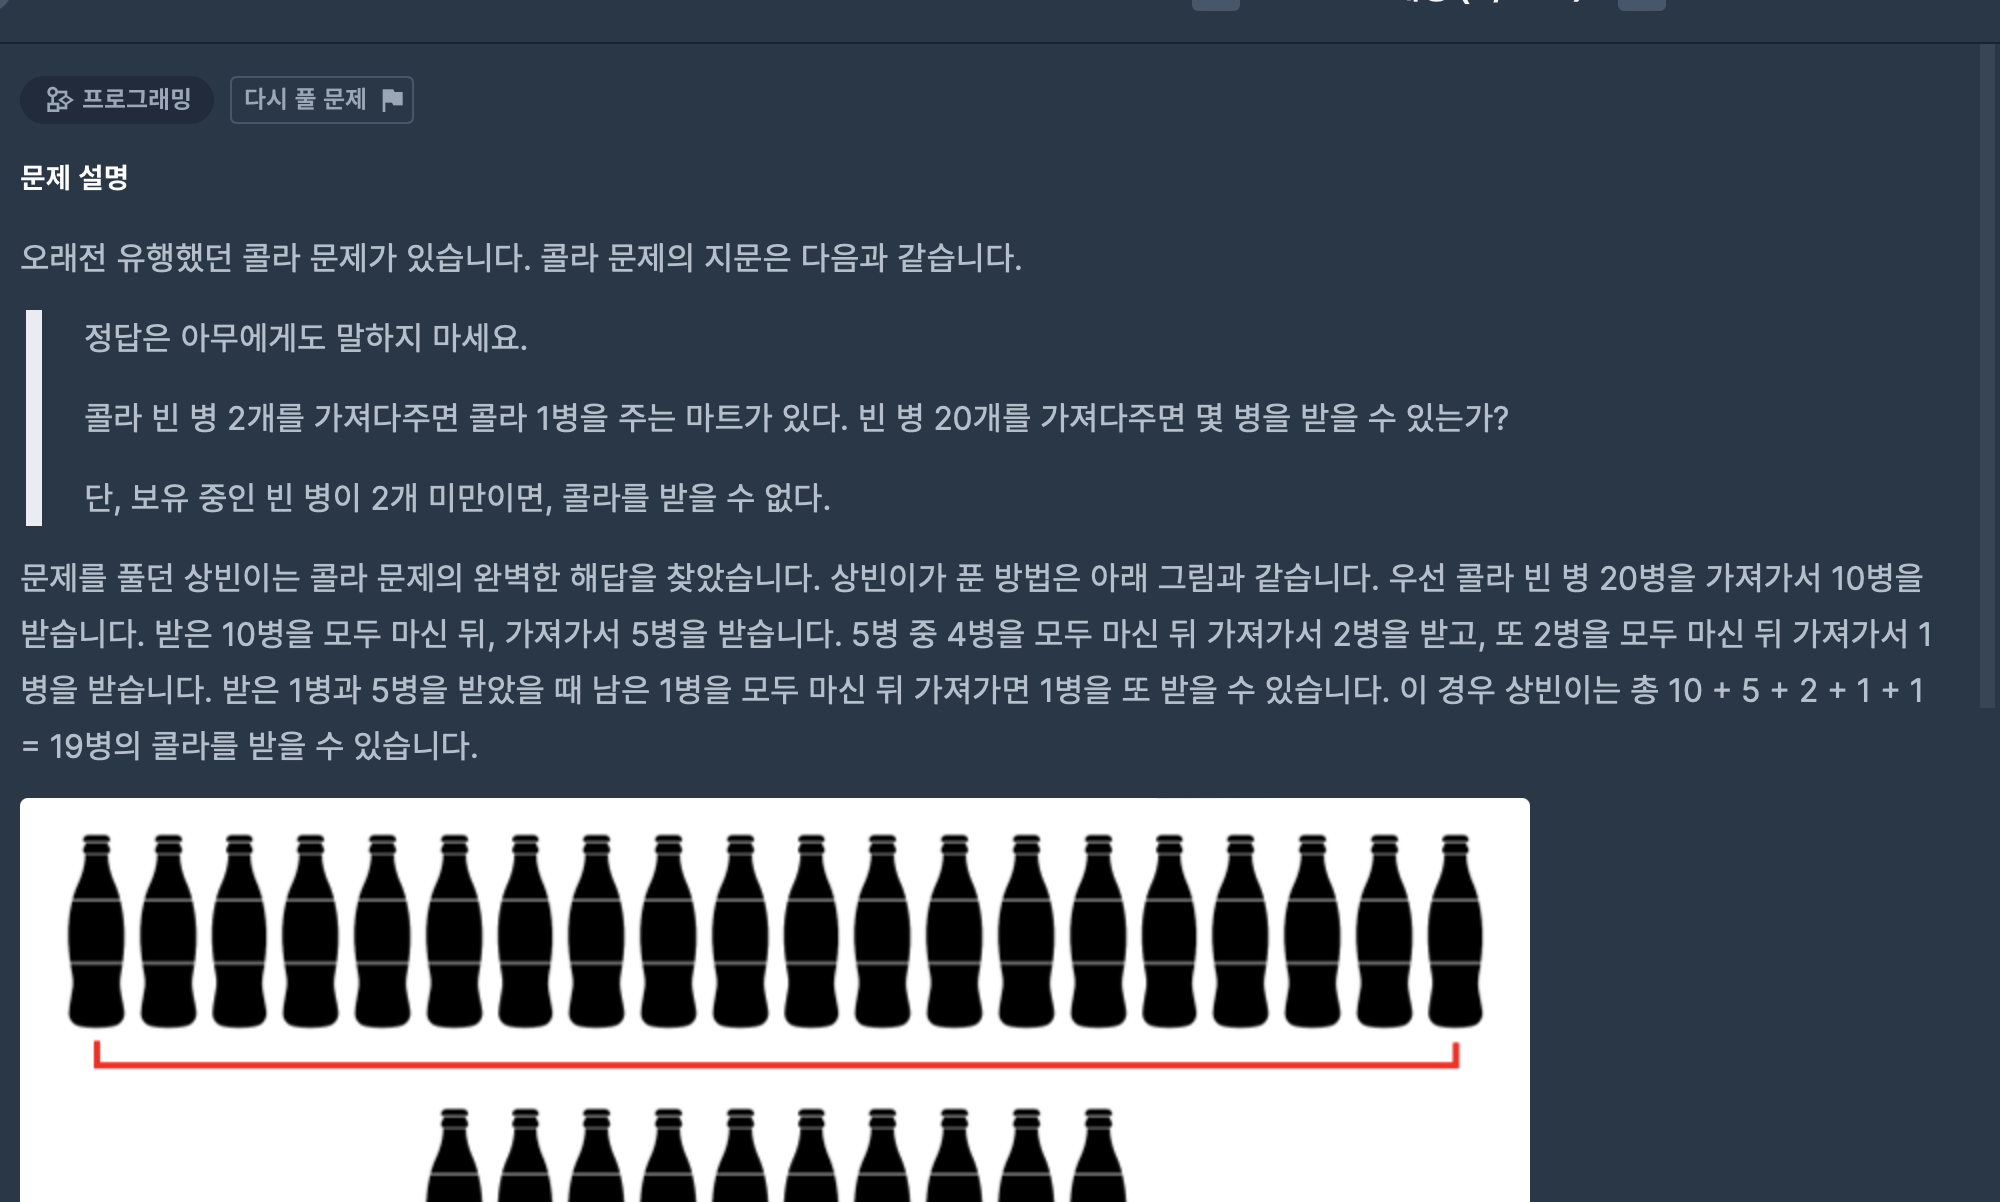 프로그래밍 다시 풀 문제
문제 설명
오래전 유행했던 콜라 문제가 있습니다. 콜라 문제의 지문은 다음과 같습니다.
정답은 아무에게도 말하지 마세요.
콜라 빈 병 2개를 가져다주면 콜라 1병을 주는 마트가 있다. 빈 병 20개를 가져다주면 몇 병을 받을 수 있는가?
단, 보유 중인 빈 병이 2개 미만이면, 콜라를 받을 수 없다.
문제를 풀던 상빈이는 콜라 문제의 완벽한 해답을 찾았습니다. 상빈이가 푼 방법은 아래 그림과 같습니다. 우선 콜라 빈 병 20병을 가져가서 10병을
받습니다. 받은 10병을 모두 마신 뒤, 가져가서 5병을 받습니다. 5병 중 4병을 모두 마신 뒤 가져가서 2병을 받고, 또 2병을 모두 마신 뒤 가져가서 1
병을 받습니다. 받은 1병과 5병을 받았을 때 남은 1병을 모두 마신 뒤 가져가면 1병을 또 받을 수 있습니다. 이 경우 상빈이는 총 10 + 5 + 2 + 1 + 1
= 19병의 콜라를 받을 수 있습니다.